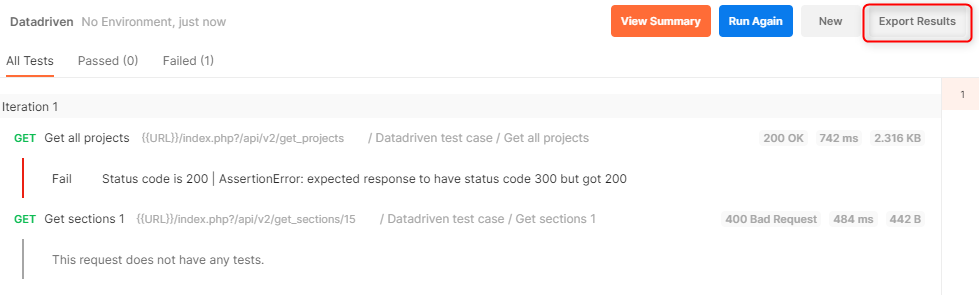 Datadriven No Environment, just now View Summary Run Again New Export Results
All Tests Passed (0) Failed (1)
1
Iteration 1
GET Get all projects {{URL}}/index.php?/api/v2/get_projects / Datadriven test case / Get all projects 200 OK 742 ms 2.316 KB
Fail Status code is 200 | AssertionError: expected response to have status code 300 but got 200
GET Get sections 1 {{URL}}/index.php?/api/v2/get_sections/15 / Datadriven test case / Get sections 1 400 Bad Request 484 ms 442 B
This request does not have any tests.